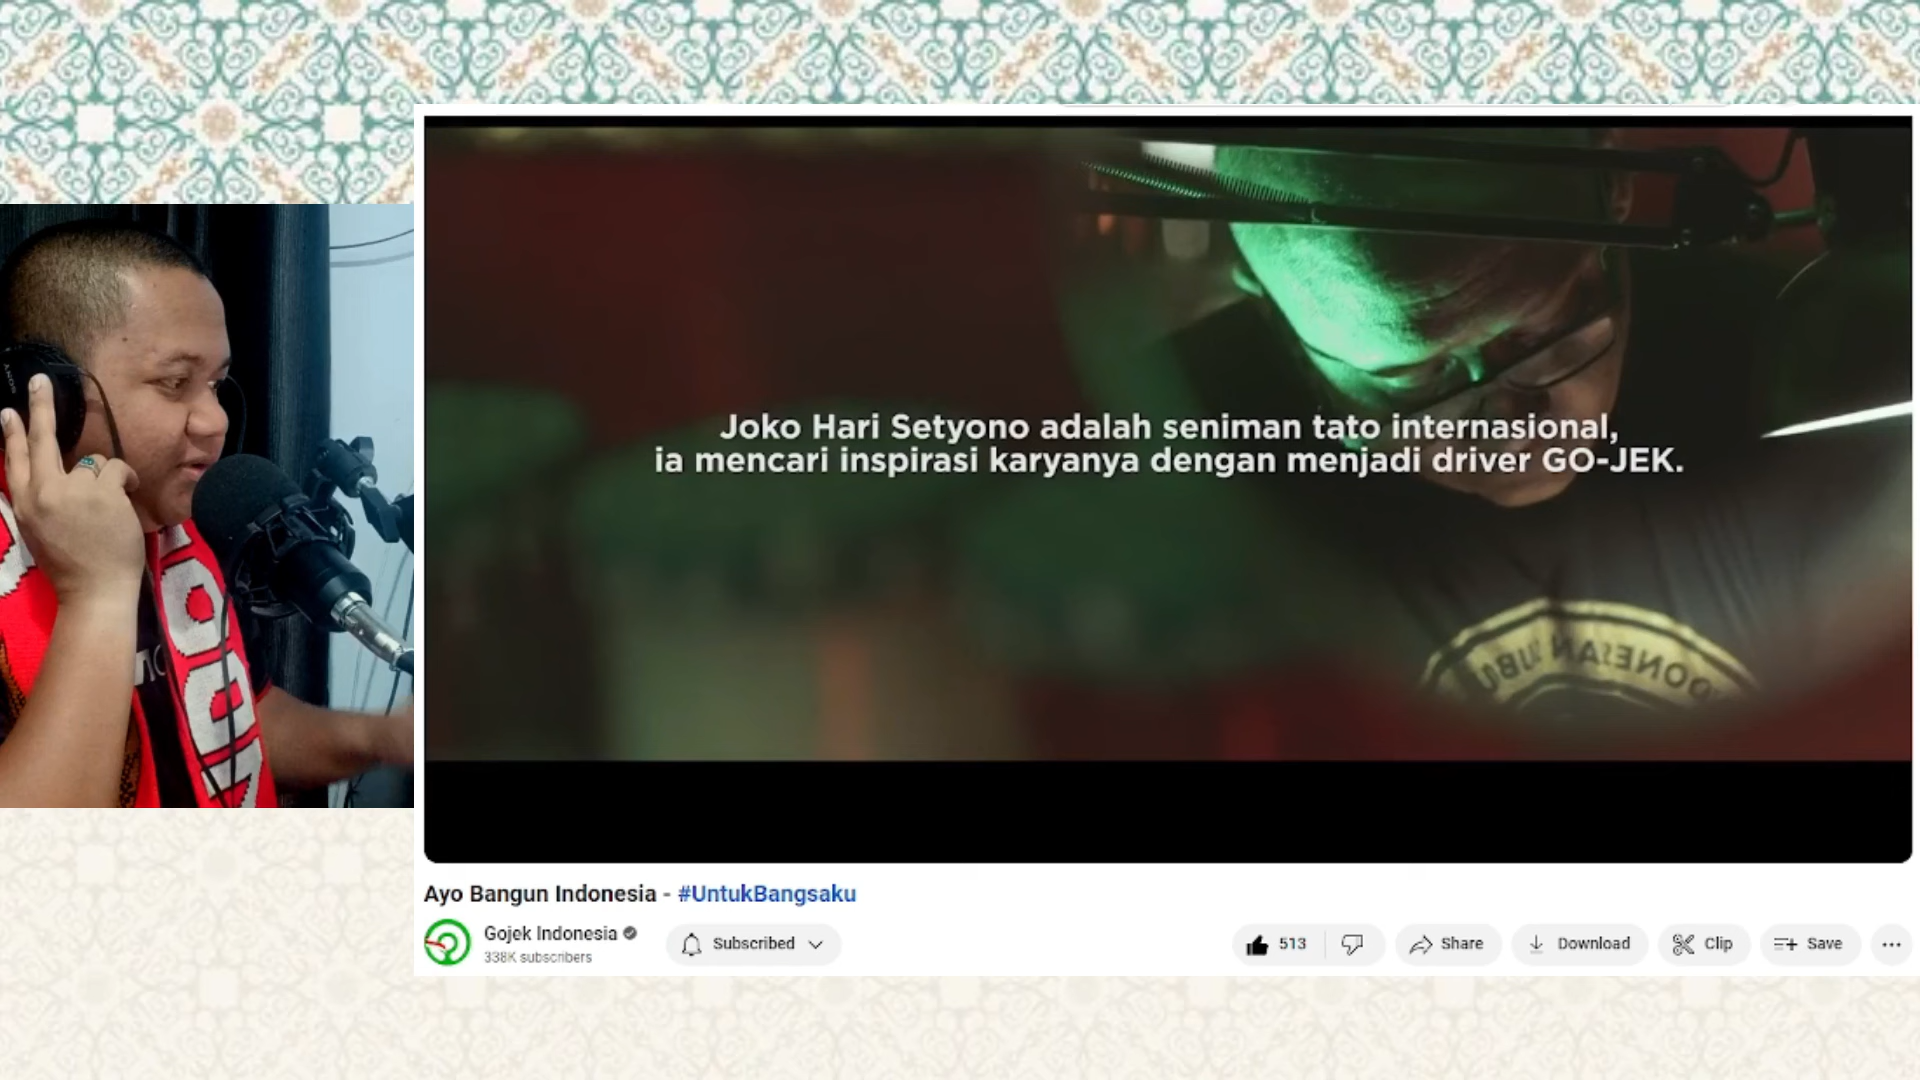 Joko Hari Setyono adalah seniman tato internasional,
ia mencari inspirasi karyanya dengan menjadi driver GO-JEK.
SONY
Ayo Bangun Indonesia - #UntukBangsaku
Gojek Indonesia
338K subscribers
Subscribed
513
Share
Download
Clip
Save